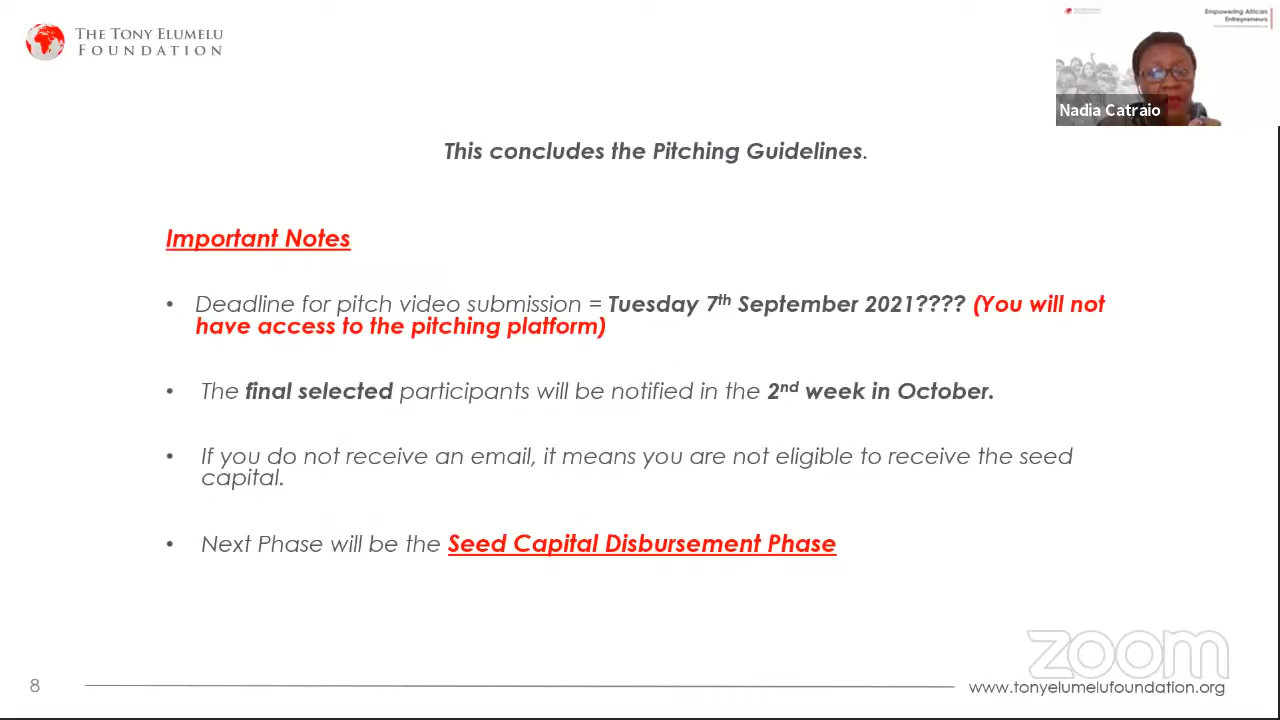 THE TONY ELUMELU
FOUNDATION
Empowering African
Entrepreneurs
Nadia Catraio
This concludes the Pitching Guidelines.
Important Notes
• Deadline for pitch video submission = Tuesday 7th September 2021???? (You will not
have access to the pitching platform)
• The final selected participants will be notified in the 2nd week in October.
• If you do not receive an email, it means you are not eligible to receive the seed
capital.
• Next Phase will be the Seed Capital Disbursement Phase
zoom
8
www.tonyelumelufoundation.org